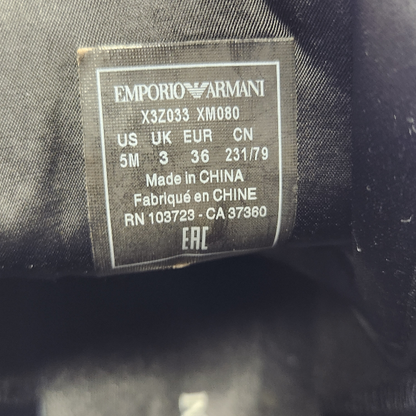 EMPORIO ARMANI
X3Z033 XM080
US UK EUR CN
5M 3 36 231/79
Made in CHINA
Fabriqué en CHINE
RN 103723 - CA 37360
EAC